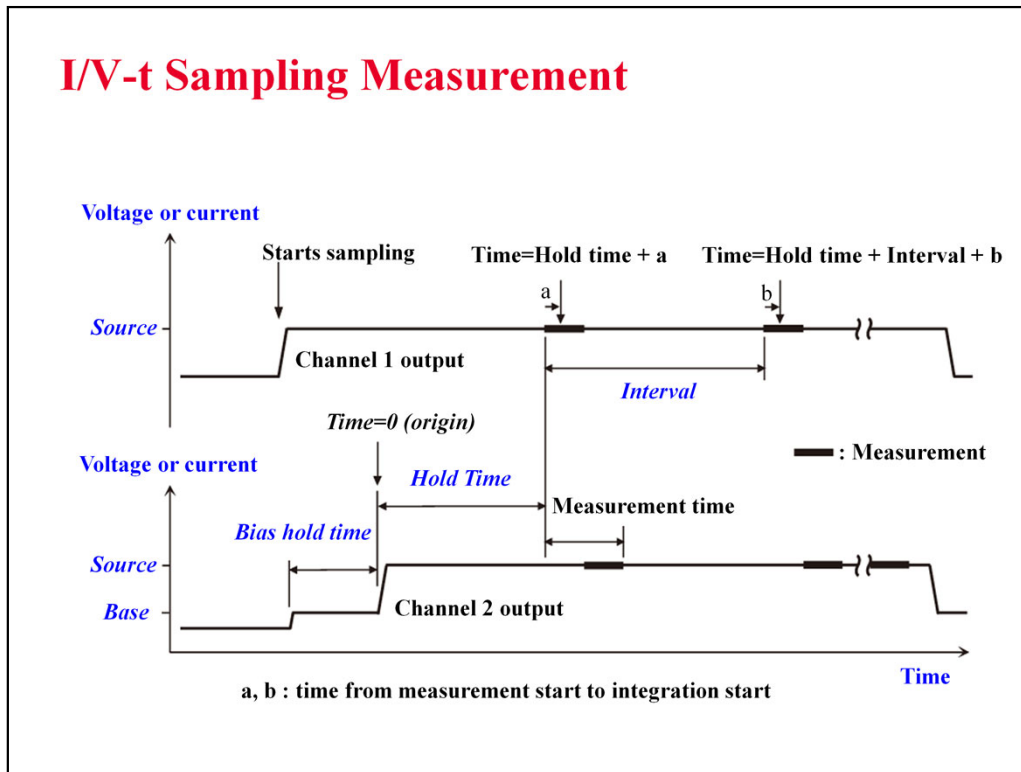 I/V-t Sampling Measurement
Voltage or current
Starts sampling
Time=Hold time + a
Time=Hold time + Interval + b
a
b
Source
Channel 1 output
Interval
Time=0 (origin)
Voltage or current
: Measurement
Hold Time
Measurement time
Bias hold time
Source
Base
Channel 2 output
Time
a, b : time from measurement start to integration start